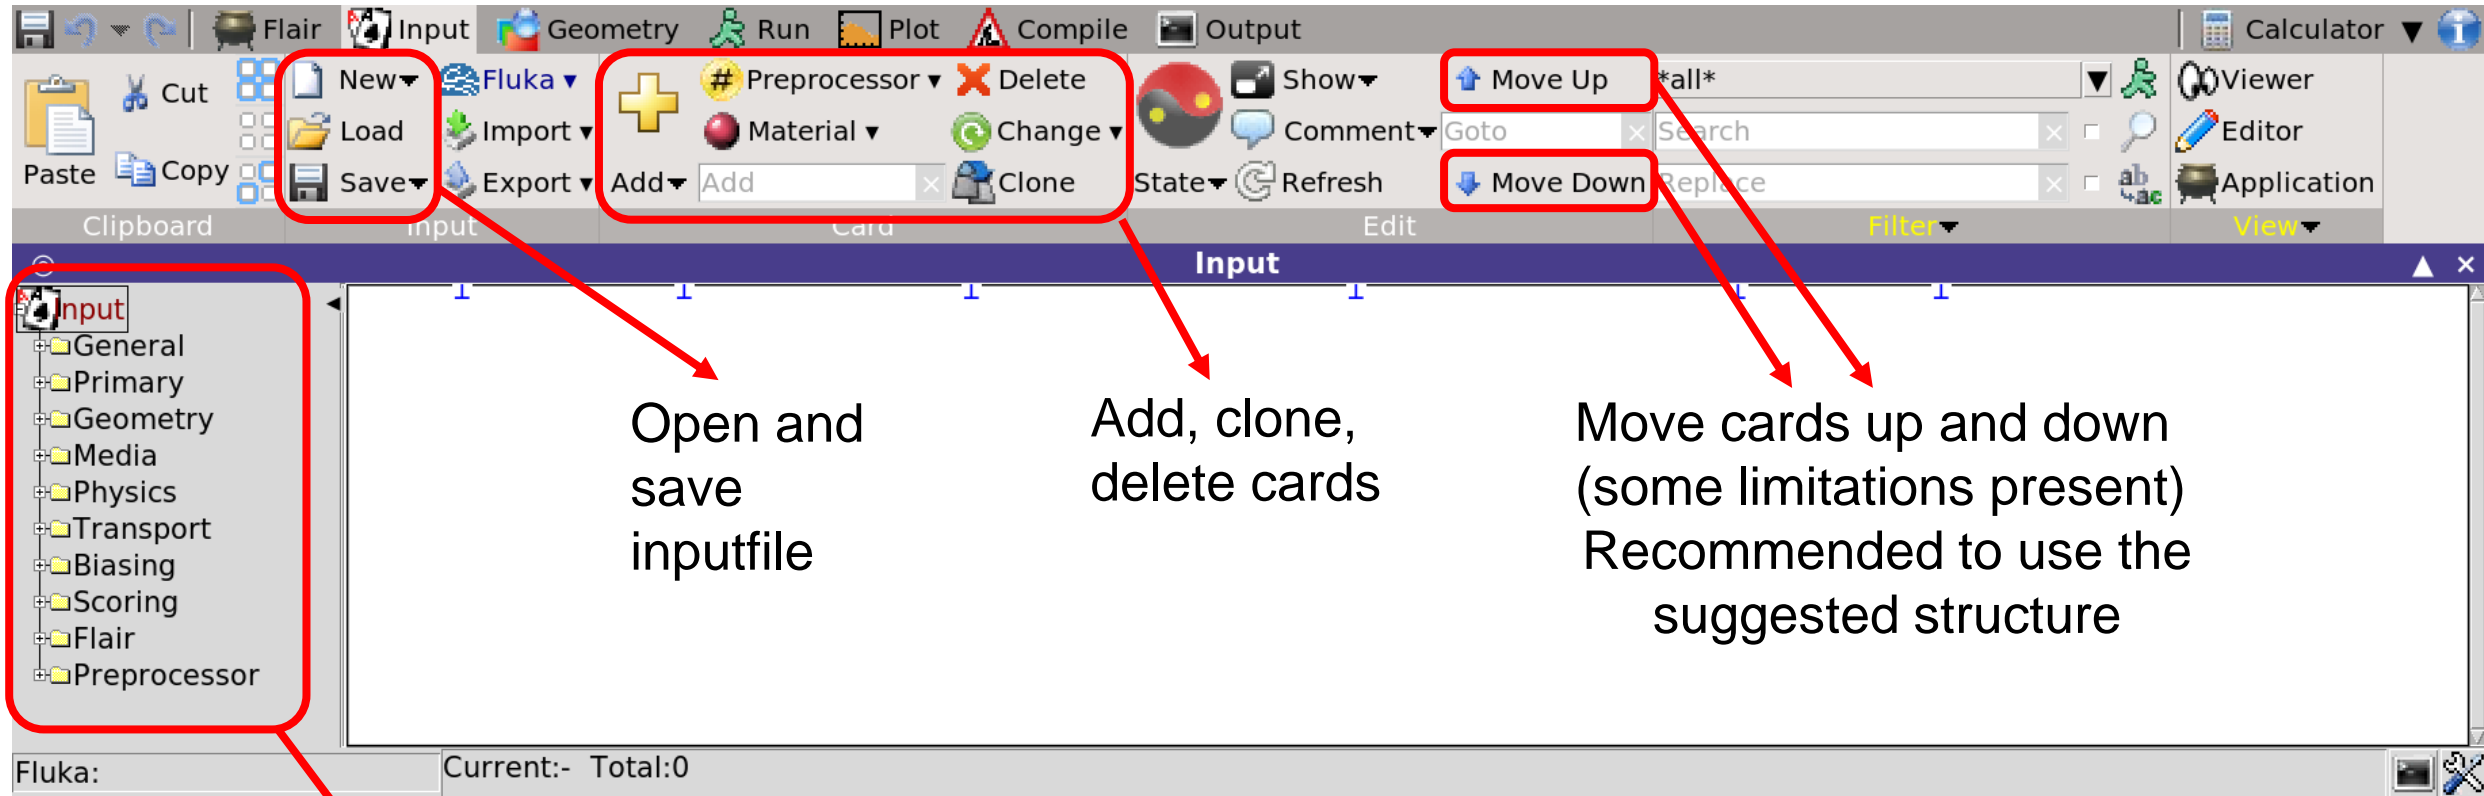 Flair Input Geometry Run Plot Compile Output Calculator
Cut New Fluka Preprocessor Delete Show Move Up *all* Viewer
Load Import Material Change Comment Goto Search Editor
Paste Copy Save Export Add Add Clone State Refresh Move Down Replace Application
Clipboard Input Card Edit Filter View
Input
Input
General
Primary
Geometry
Media
Physics
Transport
Biasing
Scoring
Flair
Preprocessor
Open and
save
inputfile
Add, clone,
delete cards
Move cards up and down
(some limitations present)
Recommended to use the
suggested structure
Fluka: Current:- Total:0